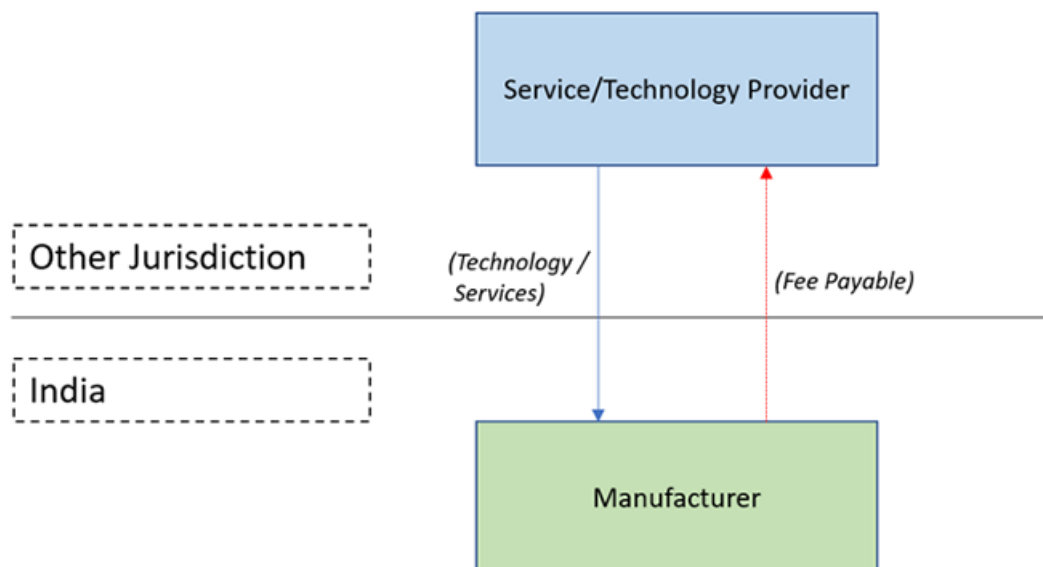 Service/Technology Provider
Other Jurisdiction
(Technology /
Services)
(Fee Payable)
India
Manufacturer